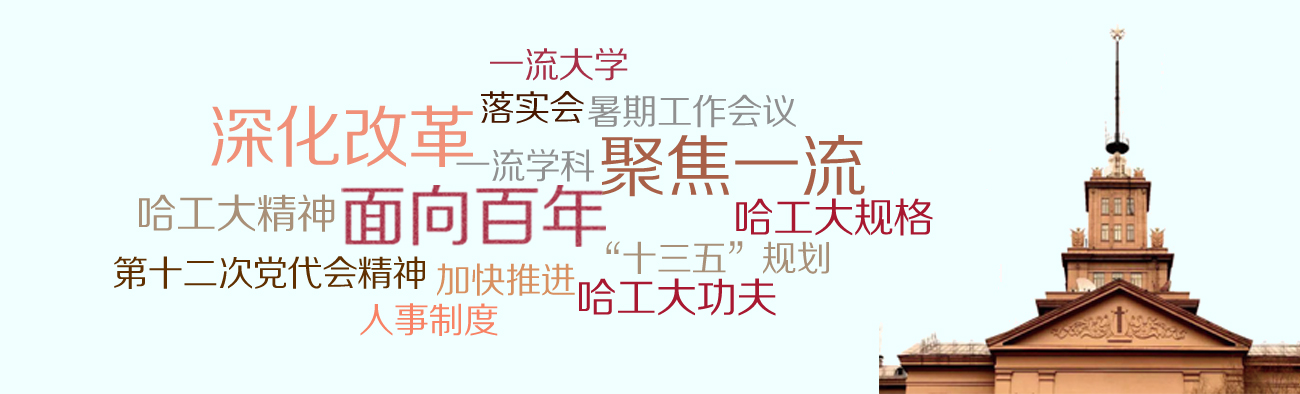 一流大学
落实会
暑期工作会议
深化改革
一流学科
聚焦一流
哈工大精神
面向百年
哈工大规格
“十三五”规划
第十二次党代会精神
加快推进
哈工大功夫
人事制度